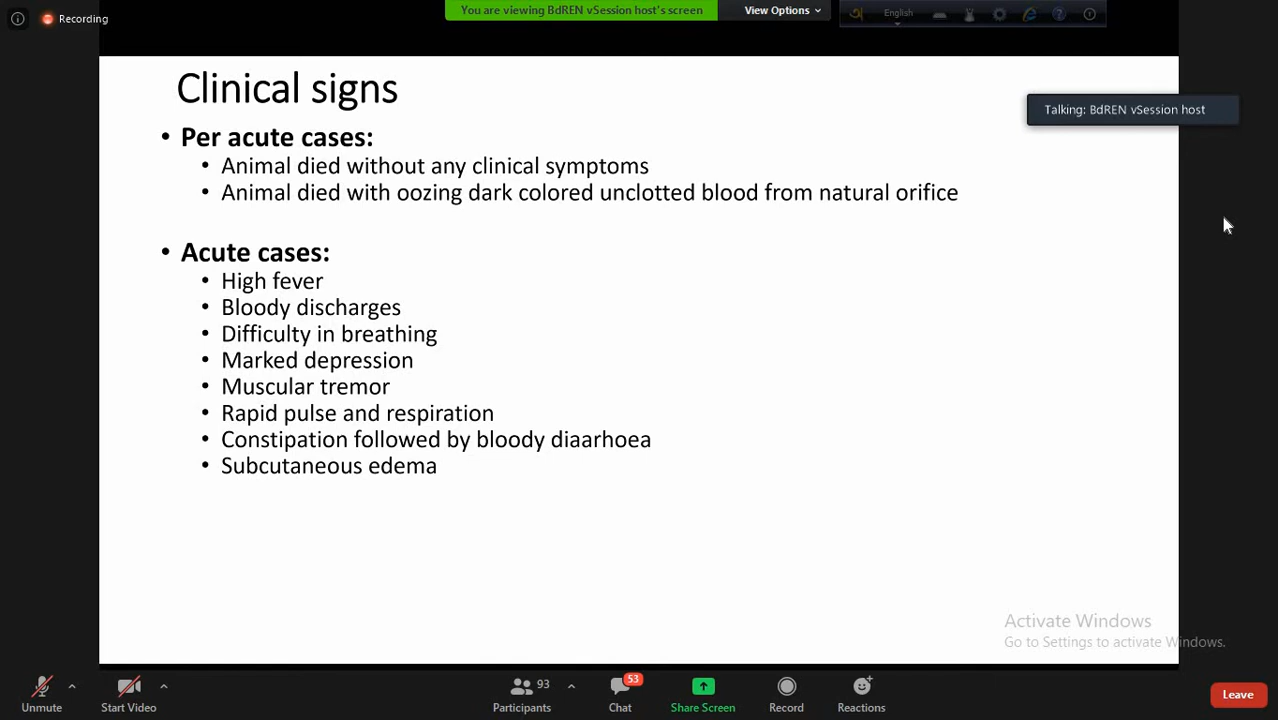 Recording
You are viewing BdREN vSession host's screen
View Options
English
Talking: BdREN vSession host
Clinical signs
• Per acute cases:
• Animal died without any clinical symptoms
• Animal died with oozing dark colored unclotted blood from natural orifice
• Acute cases:
• High fever
• Bloody discharges
• Difficulty in breathing
• Marked depression
• Muscular tremor
• Rapid pulse and respiration
• Constipation followed by bloody diaarhoea
• Subcutaneous edema
Activate Windows
Go to Settings to activate Windows.
Unmute
Start Video
93
Participants
53
Chat
Share Screen
Record
Reactions
Leave